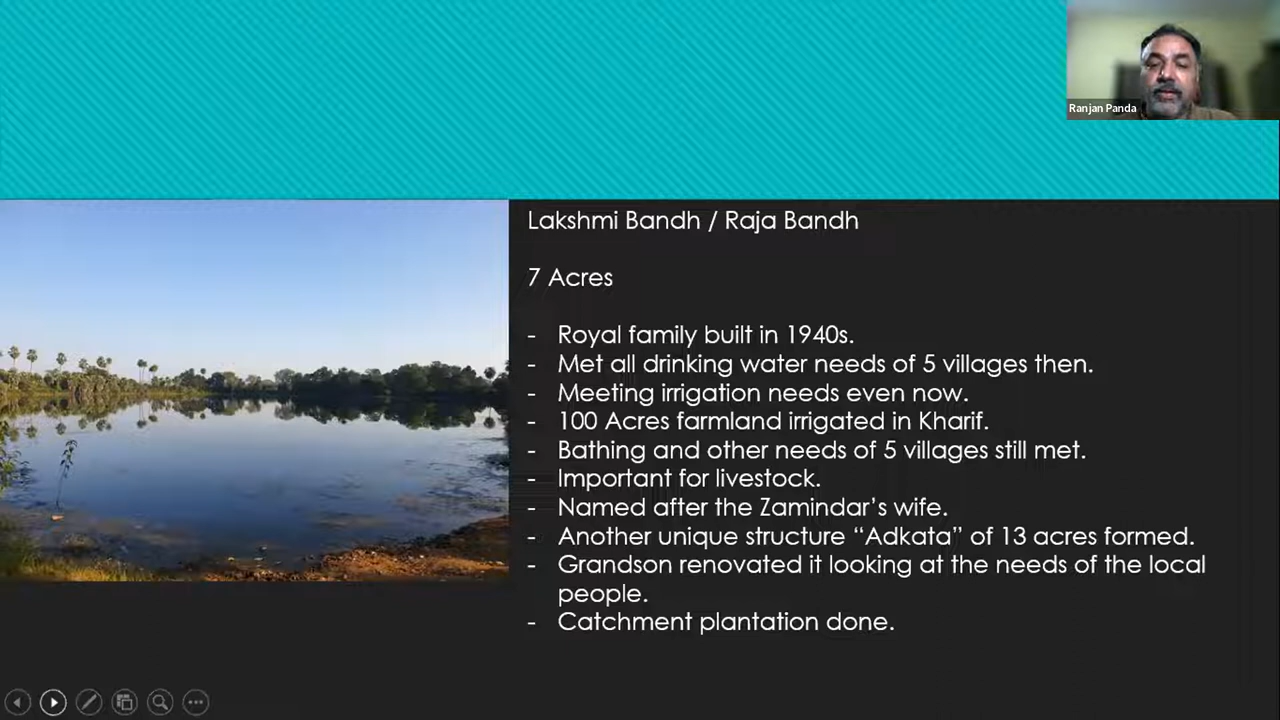 Ranjan Panda
Lakshmi Bandh / Raja Bandh
7 Acres
- Royal family built in 1940s.
- Met all drinking water needs of 5 villages then.
- Meeting irrigation needs even now.
- 100 Acres farmland irrigated in Kharif.
- Bathing and other needs of 5 villages still met.
- Important for livestock.
- Named after the Zamindar’s wife.
- Another unique structure “Adkata” of 13 acres formed.
- Grandson renovated it looking at the needs of the local
people.
- Catchment plantation done.